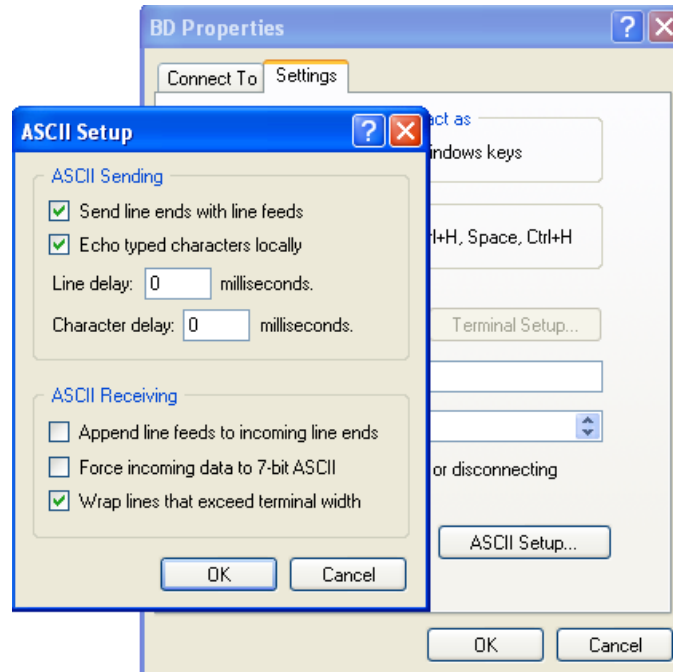 BD Properties
Connect To
Settings
ASCII Setup
act as
indows keys
ASCII Sending
Send line ends with line feeds
Echo typed characters locally
l+H, Space, Ctrl+H
Line delay: 0 milliseconds.
Character delay: 0 milliseconds.
Terminal Setup...
ASCII Receiving
Append line feeds to incoming line ends
Force incoming data to 7-bit ASCII
or disconnecting
Wrap lines that exceed terminal width
ASCII Setup...
OK
Cancel
OK
Cancel